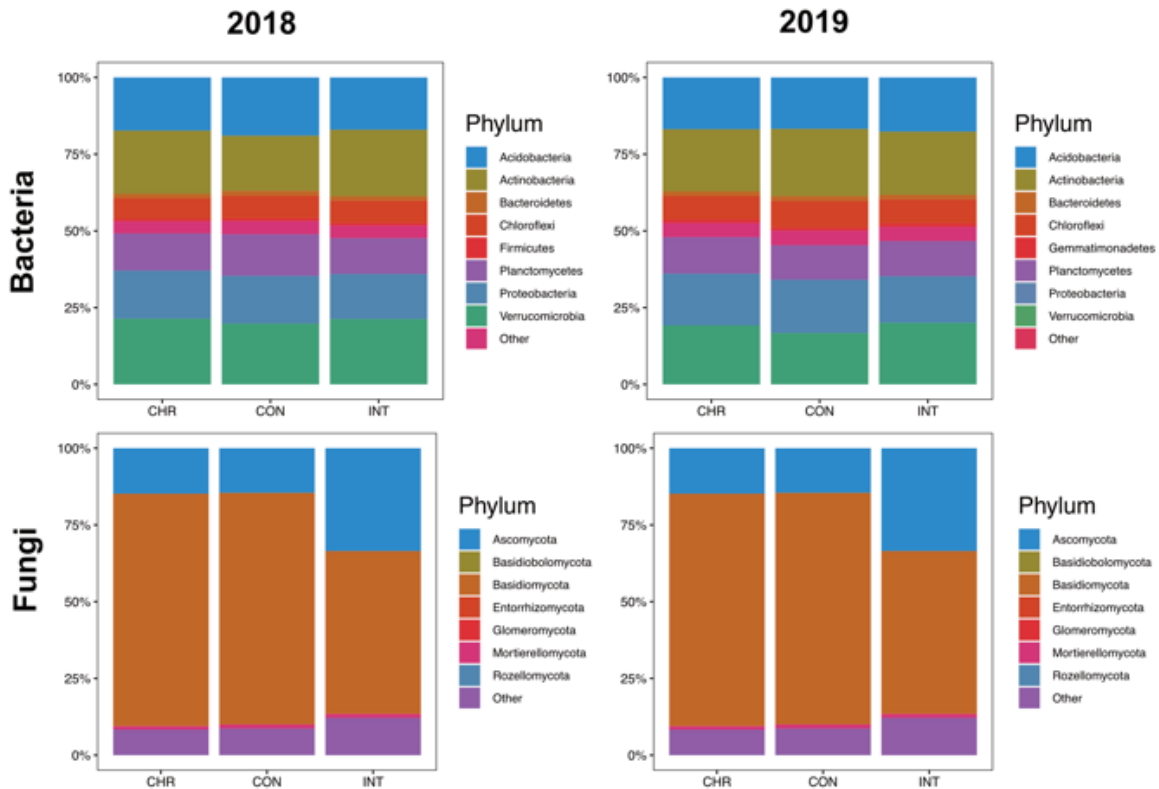 2018
2019
Bacteria
100%
75%
50%
25%
0%
CHR
CON
INT
Phylum
Acidobacteria
Actinobacteria
Bacteroidetes
Chloroflexi
Firmicutes
Planctomycetes
Proteobacteria
Verrucomicrobia
Other
100%
75%
50%
25%
0%
CHR
CON
INT
Phylum
Acidobacteria
Actinobacteria
Bacteroidetes
Chloroflexi
Gemmatimonadetes
Planctomycetes
Proteobacteria
Verrucomicrobia
Other
Fungi
100%
75%
50%
25%
0%
CHR
CON
INT
Phylum
Ascomycota
Basidiobolomycota
Basidiomycota
Entorrhizomycota
Glomeromycota
Mortierellomycota
Rozellomycota
Other
100%
75%
50%
25%
0%
CHR
CON
INT
Phylum
Ascomycota
Basidiobolomycota
Basidiomycota
Entorrhizomycota
Glomeromycota
Mortierellomycota
Rozellomycota
Other